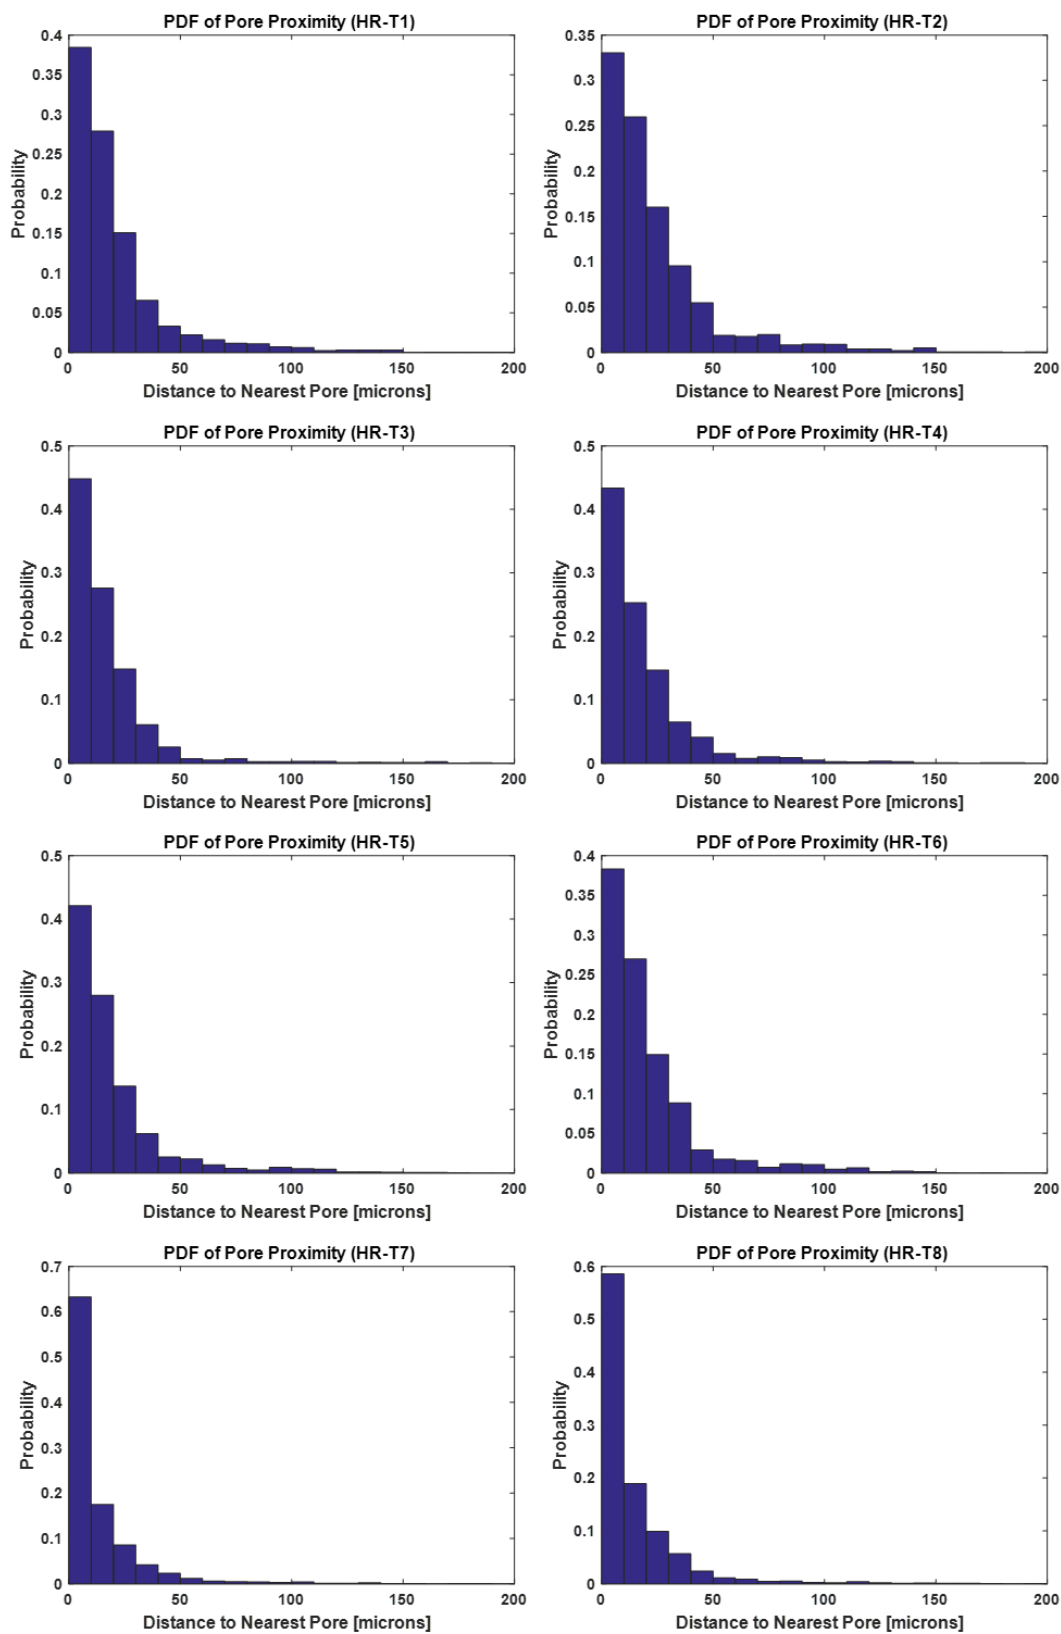 PDF of Pore Proximity (HR-T1)
0.4
0.35
0.3
0.25
0.2
0.15
0.1
0.05
0
Probability
0 50 100 150 200
Distance to Nearest Pore [microns]
PDF of Pore Proximity (HR-T2)
0.35
0.3
0.25
0.2
0.15
0.1
0.05
0
Probability
0 50 100 150 200
Distance to Nearest Pore [microns]
PDF of Pore Proximity (HR-T3)
0.5
0.4
0.3
0.2
0.1
0
Probability
0 50 100 150 200
Distance to Nearest Pore [microns]
PDF of Pore Proximity (HR-T4)
0.5
0.4
0.3
0.2
0.1
0
Probability
0 50 100 150 200
Distance to Nearest Pore [microns]
PDF of Pore Proximity (HR-T5)
0.5
0.4
0.3
0.2
0.1
0
Probability
0 50 100 150 200
Distance to Nearest Pore [microns]
PDF of Pore Proximity (HR-T6)
0.4
0.35
0.3
0.25
0.2
0.15
0.1
0.05
0
Probability
0 50 100 150 200
Distance to Nearest Pore [microns]
PDF of Pore Proximity (HR-T7)
0.7
0.6
0.5
0.4
0.3
0.2
0.1
0
Probability
0 50 100 150 200
Distance to Nearest Pore [microns]
PDF of Pore Proximity (HR-T8)
0.6
0.5
0.4
0.3
0.2
0.1
0
Probability
0 50 100 150 200
Distance to Nearest Pore [microns]